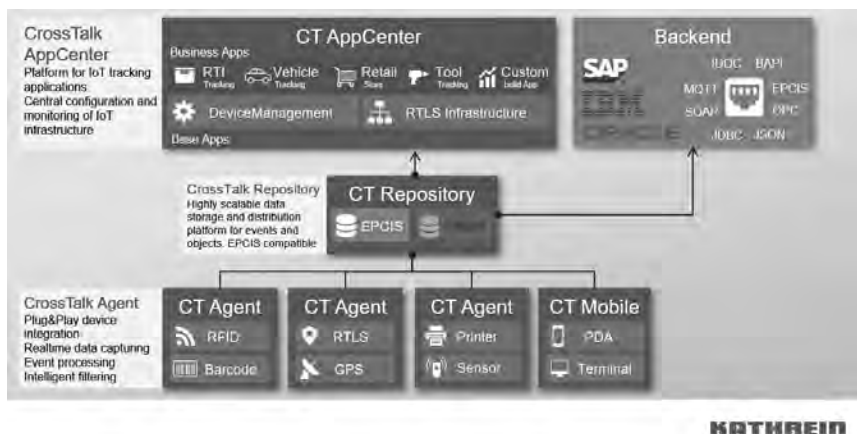 CrossTalk
AppCenter
Platform for IoT tracking
applications
Central configuration and
monitoring of IoT
infrastructure
CT AppCenter
Business Apps
RTI
Tracking
Vehicle
Tracking
Retail
Store
Tool
Tracking
Custom
build App
DeviceManagement
RTLS Infrastructure
Base Apps
Backend
SAP
IBM
ORACLE
IDOC BAPI
MQTT EPCIS
SOAP OPC
JDBC JSON
CrossTalk Repository
Highly scalable data
storage and distribution
platform for events and
objects. EPCIS compatible
CT Repository
EPCIS
CrossTalk Agent
Plug&Play device
integration
Realtime data capturing
Event processing
Intelligent filtering
CT Agent
RFID
Barcode
CT Agent
RTLS
GPS
CT Agent
Printer
Sensor
CT Mobile
PDA
Terminal
KATHREIN